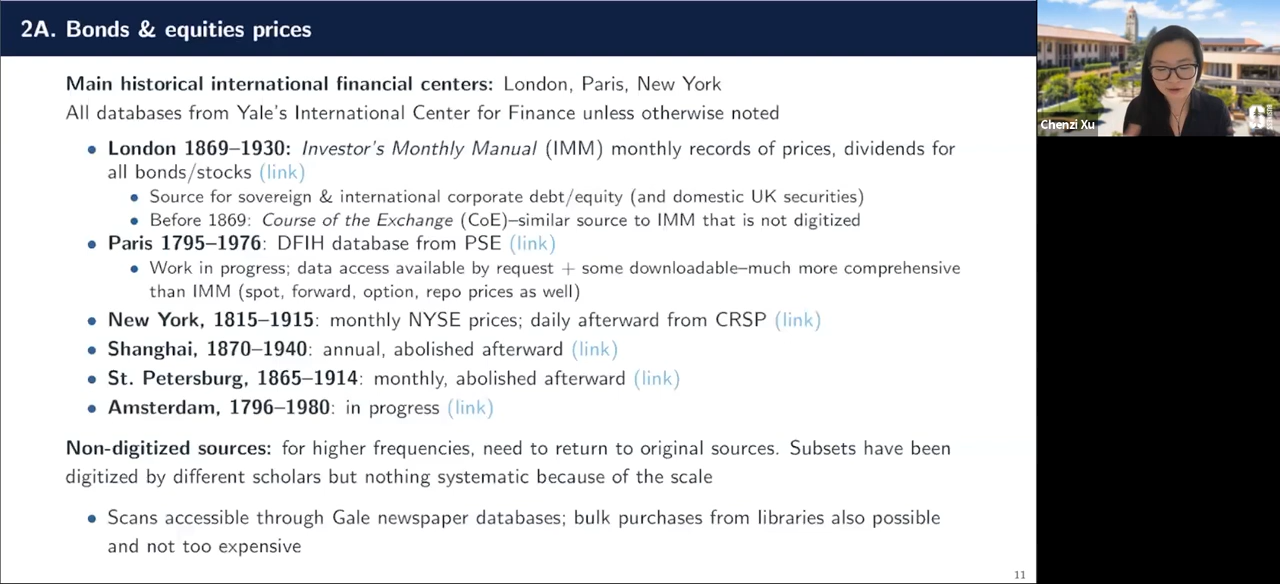 2A. Bonds & equities prices
Main historical international financial centers: London, Paris, New York
All databases from Yale's International Center for Finance unless otherwise noted
• London 1869–1930: Investor's Monthly Manual (IMM) monthly records of prices, dividends for
all bonds/stocks (link)
• Source for sovereign & international corporate debt/equity (and domestic UK securities)
• Before 1869: Course of the Exchange (CoE)–similar source to IMM that is not digitized
• Paris 1795–1976: DFIH database from PSE (link)
• Work in progress; data access available by request + some downloadable–much more comprehensive
than IMM (spot, forward, option, repo prices as well)
• New York, 1815–1915: monthly NYSE prices; daily afterward from CRSP (link)
• Shanghai, 1870–1940: annual, abolished afterward (link)
• St. Petersburg, 1865–1914: monthly, abolished afterward (link)
• Amsterdam, 1796–1980: in progress (link)
Non-digitized sources: for higher frequencies, need to return to original sources. Subsets have been
digitized by different scholars but nothing systematic because of the scale
• Scans accessible through Gale newspaper databases; bulk purchases from libraries also possible
and not too expensive
11
Chenzi Xu